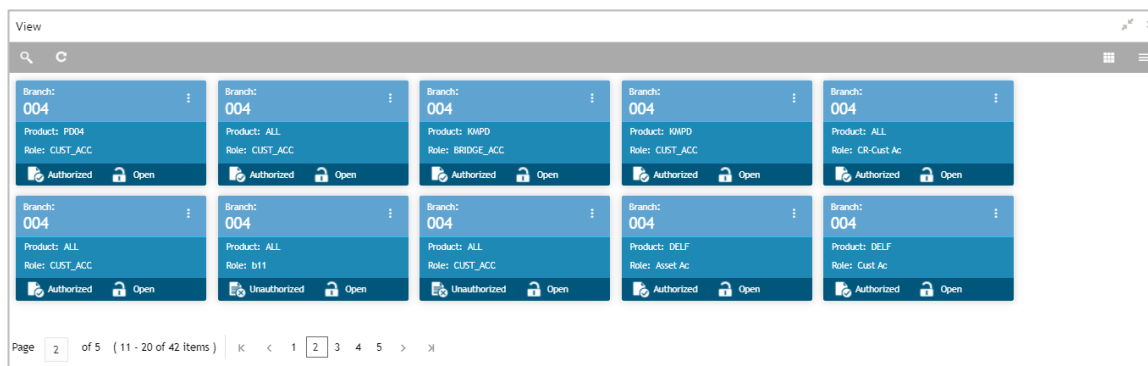 View
Branch:
004
Product: PD04
Role: CUST_ACC
Authorized Open
Branch:
004
Product: ALL
Role: CUST_ACC
Authorized Open
Branch:
004
Product: KMPD
Role: BRIDGE_ACC
Authorized Open
Branch:
004
Product: KMPD
Role: CUST_ACC
Authorized Open
Branch:
004
Product: ALL
Role: CR-Cust Ac
Authorized Open
Branch:
004
Product: ALL
Role: CUST_ACC
Authorized Open
Branch:
004
Product: ALL
Role: b11
Unauthorized Open
Branch:
004
Product: ALL
Role: CUST_ACC
Unauthorized Open
Branch:
004
Product: DELF
Role: Asset Ac
Authorized Open
Branch:
004
Product: DELF
Role: Cust Ac
Authorized Open
Page 2 of 5 ( 11 - 20 of 42 items ) 1 2 3 4 5